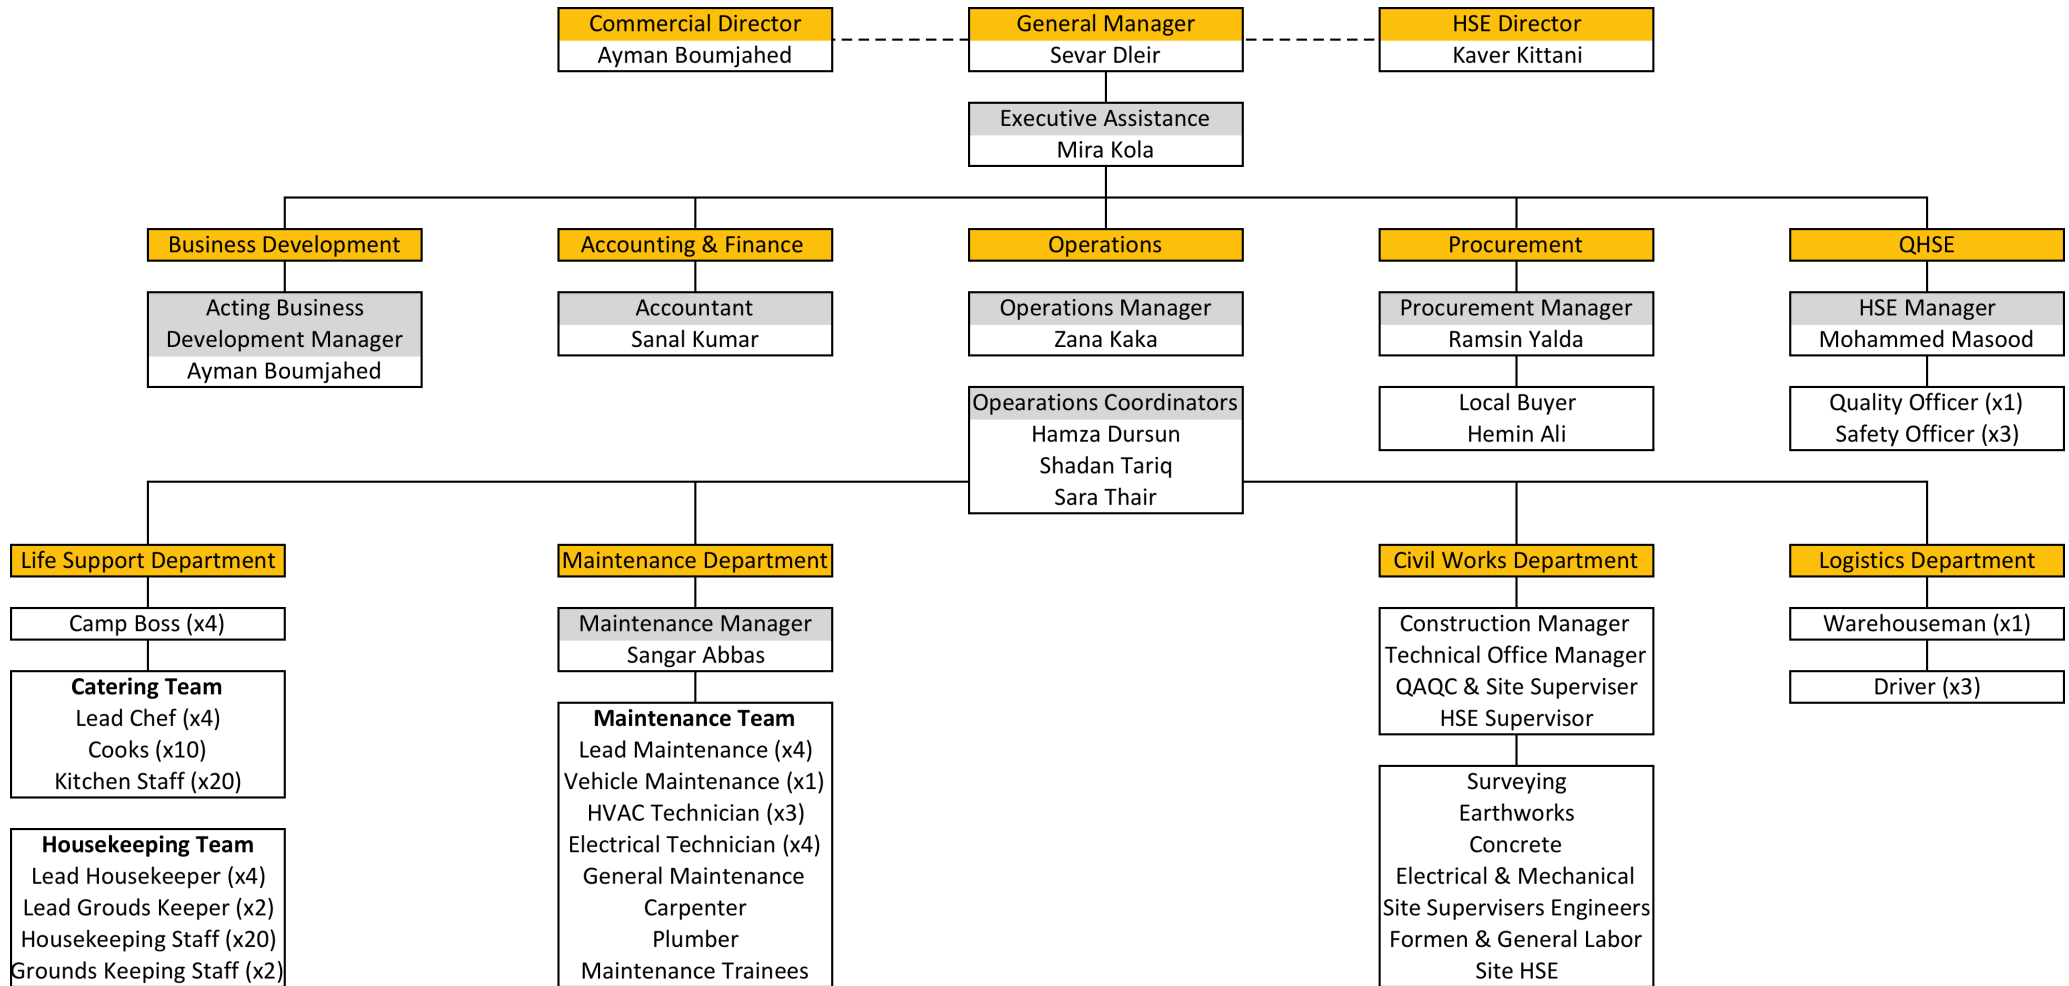 Commercial Director
Ayman Boumjahed
General Manager
Sevar Dleir
HSE Director
Kaver Kittani
Executive Assistance
Mira Kola
Business Development
Acting Business
Development Manager
Ayman Boumjahed
Accounting & Finance
Accountant
Sanal Kumar
Operations
Operations Manager
Zana Kaka
Opearations Coordinators
Hamza Dursun
Shadan Tariq
Sara Thair
Procurement
Procurement Manager
Ramsin Yalda
Local Buyer
Hemin Ali
QHSE
HSE Manager
Mohammed Masood
Quality Officer (x1)
Safety Officer (x3)
Life Support Department
Camp Boss (x4)
Catering Team
Lead Chef (x4)
Cooks (x10)
Kitchen Staff (x20)
Housekeeping Team
Lead Housekeeper (x4)
Lead Grouds Keeper (x2)
Housekeeping Staff (x20)
Grounds Keeping Staff (x2)
Maintenance Department
Maintenance Manager
Sangar Abbas
Maintenance Team
Lead Maintenance (x4)
Vehicle Maintenance (x1)
HVAC Technician (x3)
Electrical Technician (x4)
General Maintenance
Carpenter
Plumber
Maintenance Trainees
Civil Works Department
Construction Manager
Technical Office Manager
QAQC & Site Superviser
HSE Supervisor
Surveying
Earthworks
Concrete
Electrical & Mechanical
Site Supervisers Engineers
Formen & General Labor
Site HSE
Logistics Department
Warehouseman (x1)
Driver (x3)